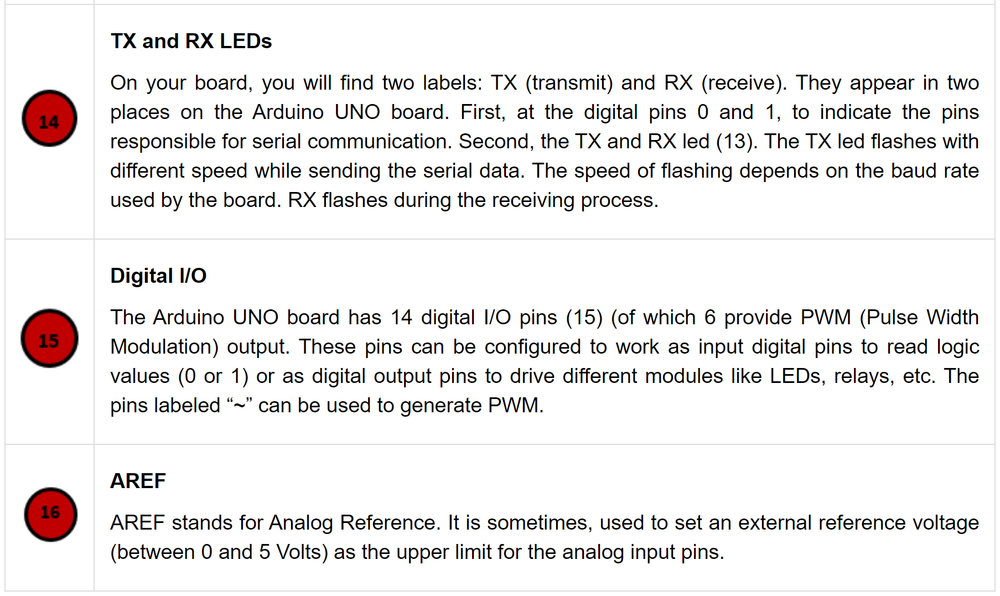 14
TX and RX LEDs
On your board, you will find two labels: TX (transmit) and RX (receive). They appear in two
places on the Arduino UNO board. First, at the digital pins 0 and 1, to indicate the pins
responsible for serial communication. Second, the TX and RX led (13). The TX led flashes with
different speed while sending the serial data. The speed of flashing depends on the baud rate
used by the board. RX flashes during the receiving process.
15
Digital I/O
The Arduino UNO board has 14 digital I/O pins (15) (of which 6 provide PWM (Pulse Width
Modulation) output. These pins can be configured to work as input digital pins to read logic
values (0 or 1) or as digital output pins to drive different modules like LEDs, relays, etc. The
pins labeled “~” can be used to generate PWM.
16
AREF
AREF stands for Analog Reference. It is sometimes, used to set an external reference voltage
(between 0 and 5 Volts) as the upper limit for the analog input pins.